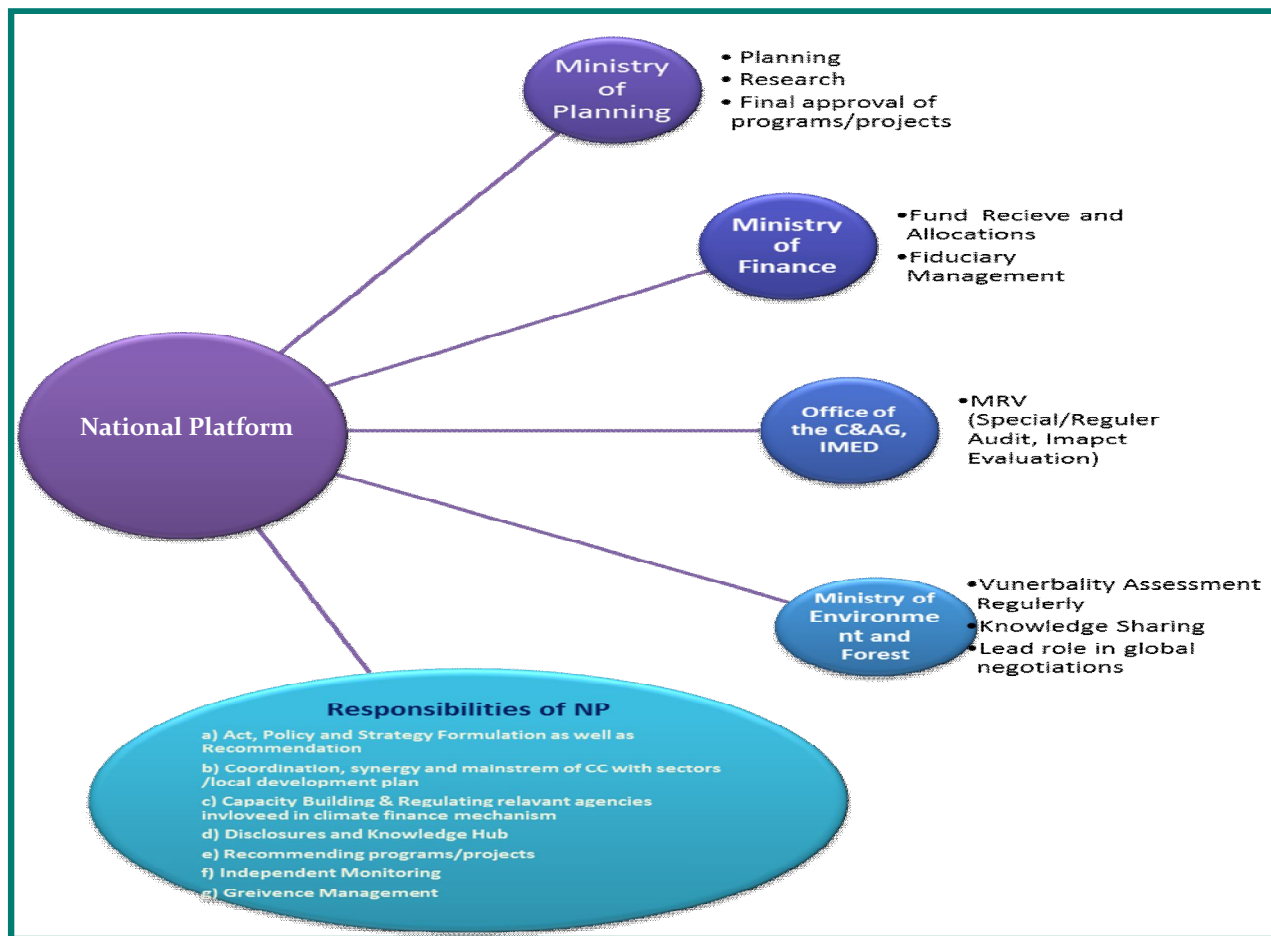 Ministry
of
Planning
• Planning
• Research
• Final approval of
programs/projects
Ministry
of
Finance
•Fund Recieve and
Allocations
•Fiduciary
Management
National Platform
Office of
the C&AG,
IMED
•MRV
(Special/Reguler
Audit, Imapct
Evaluation)
Ministry of
Environme
nt and
Forest
•Vunerbality Assessment
Regulerly
•Knowledge Sharing
•Lead role in global
negotiations
Responsibilities of NP
a) Act, Policy and Strategy Formulation as well as
Recommendation
b) Coordination, synergy and mainstrem of CC with sectors
/local development plan
c) Capacity Building & Regulating relavant agencies
invloveed in climate finance mechanism
d) Disclosures and Knowledge Hub
e) Recommending programs/projects
f) Independent Monitoring
g) Greivence Management